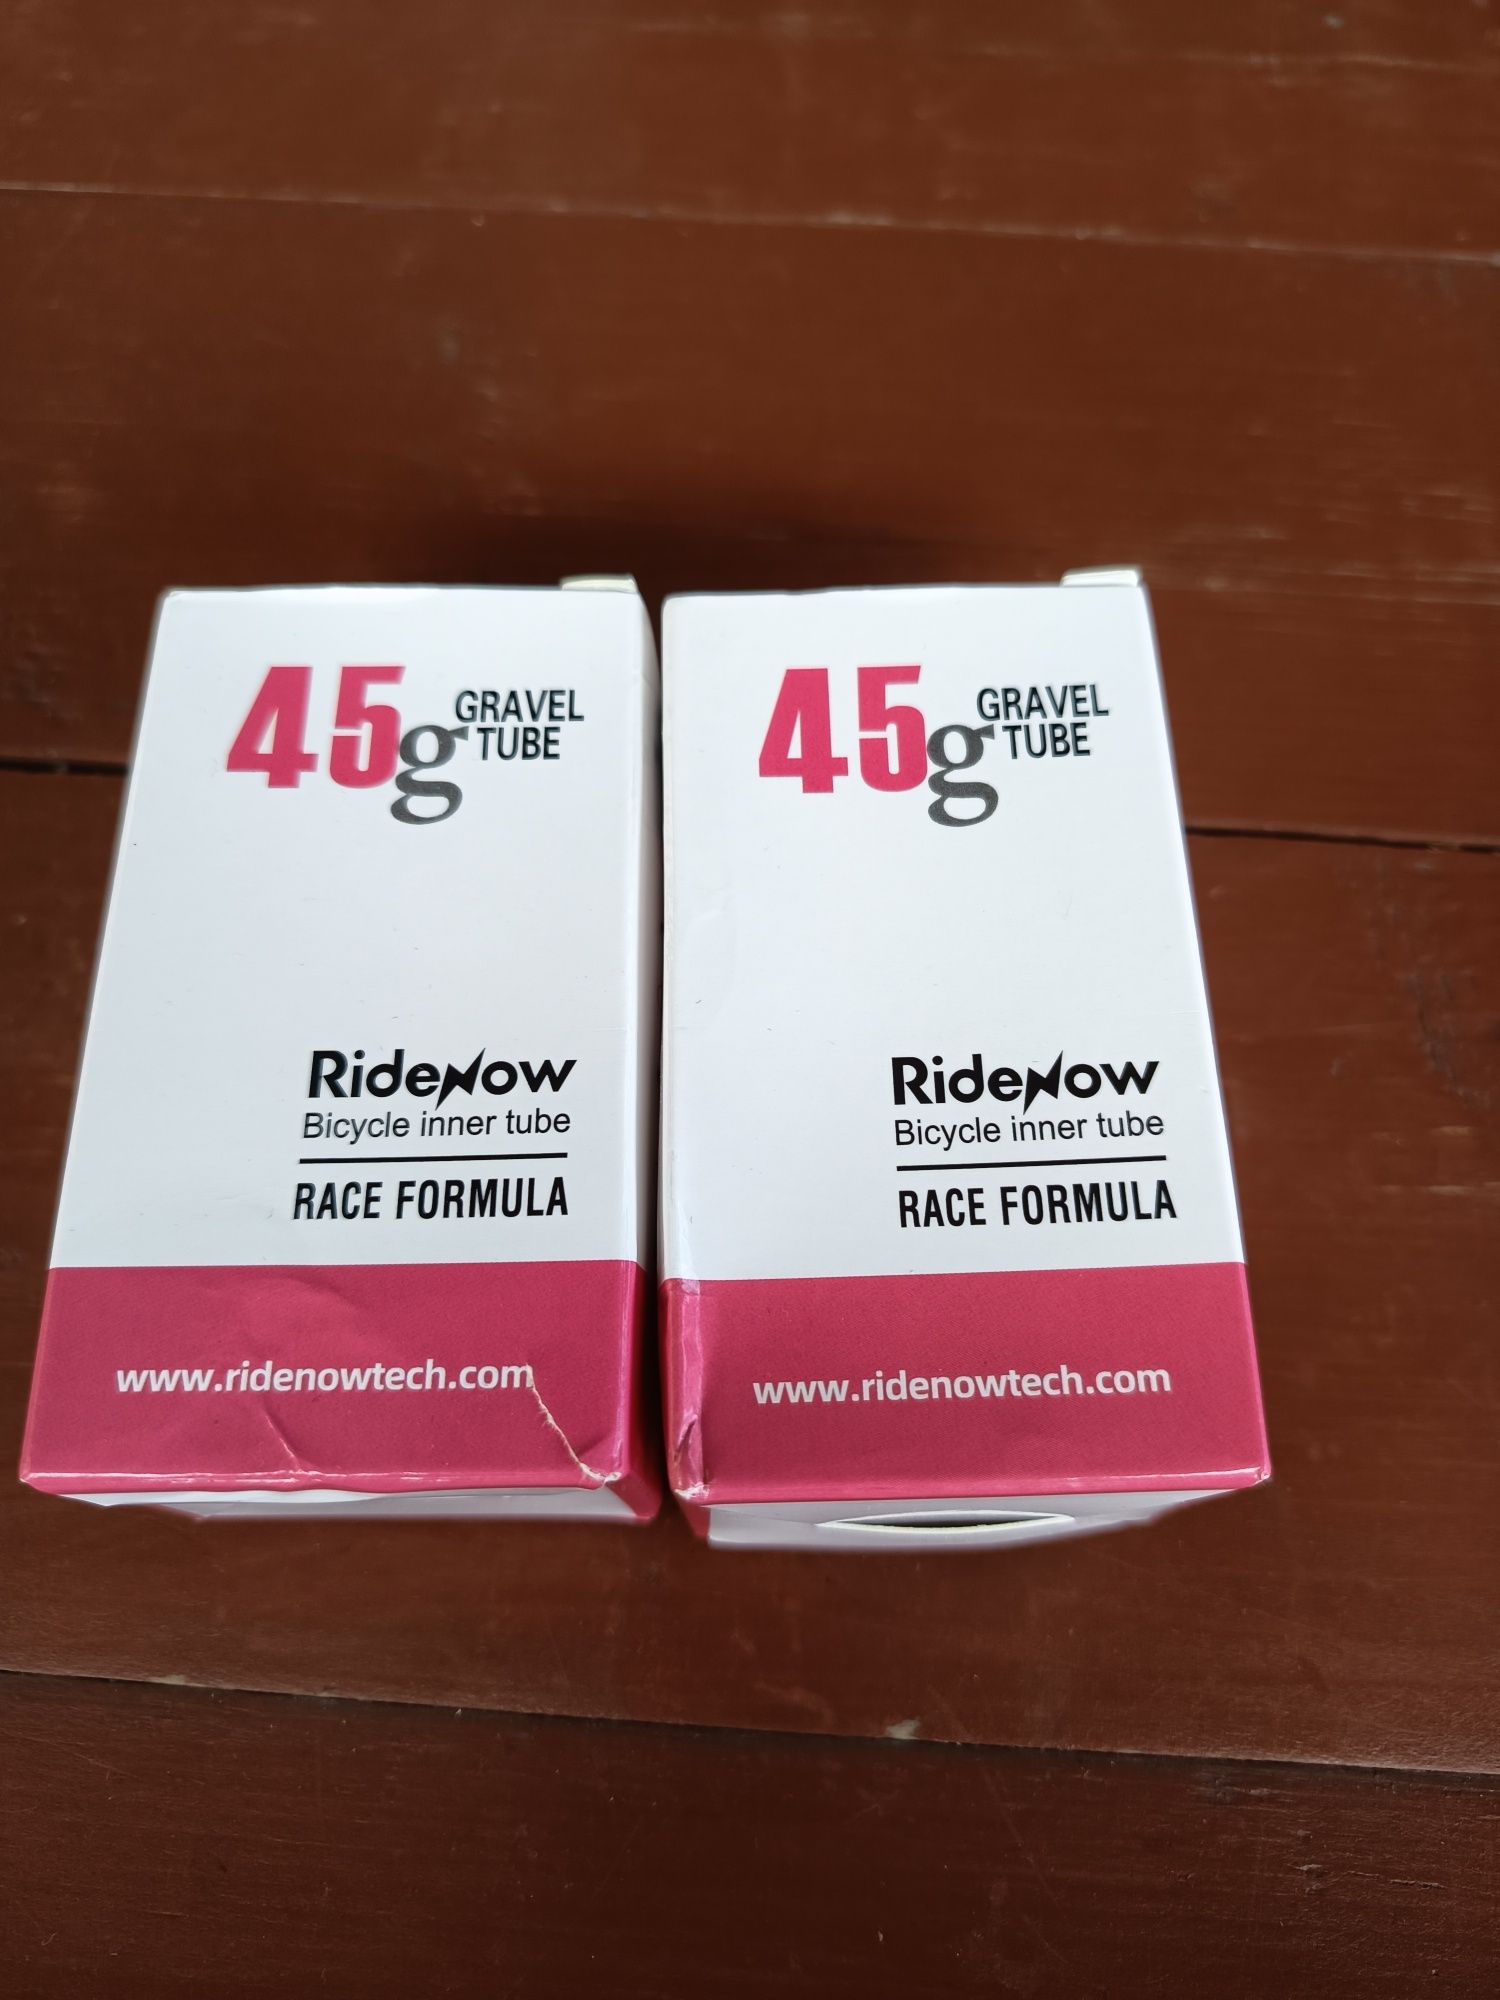 45g GRAVEL
TUBE
RideNow
Bicycle inner tube
RACE FORMULA
www.ridenowtech.com
45g GRAVEL
TUBE
RideNow
Bicycle inner tube
RACE FORMULA
www.ridenowtech.com